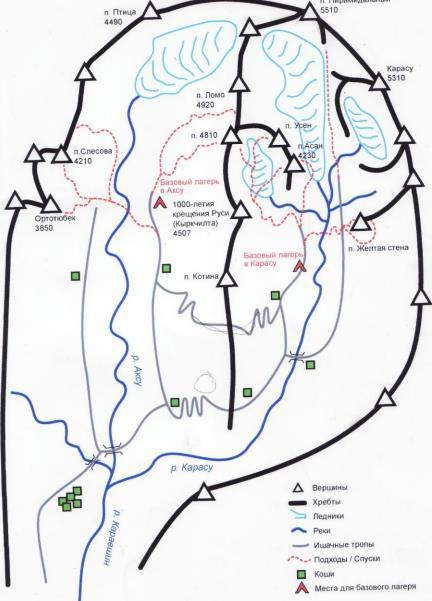 п. Птица
4490
п. Пирамидальный
5510
Карасу
5310
п. Ломо
4920
п. 4810
п. Усен
п.Асан
4230
п.Слесова
4210
Базовый лагерь
в Аксу
1000-летия
крещения Руси
(Кыркчилта)
4507
Ортотюбек
3850
п. Желтая стена
Базовый лагерь
в Карасу
п. Котина
р. Аксу
р. Карасу
р. Каравшин
Вершины
Хребты
Ледники
Реки
Ишачные тропы
Подходы / Спуски
Коши
Места для базового лагеря